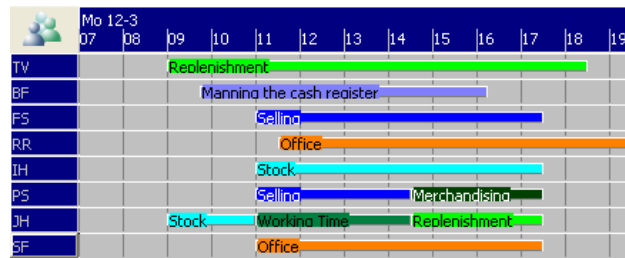 Mo 12-3
07 08 09 10 11 12 13 14 15 16 17 18 19
TV Replenishment
BF Manning the cash register
FS Selling
RR Office
IH Stock
PS Selling Merchandising
JH Stock Working Time Replenishment
SF Office